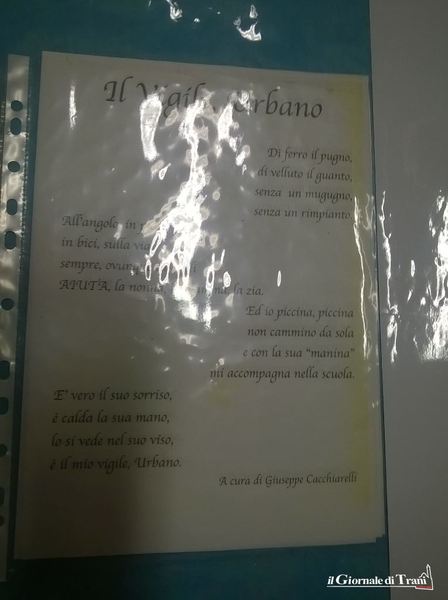 Il Vigile Urbano
Di ferro il pugno,
di velluto il guanto,
senza un mugugno,
senza un rimpianto.
All'angolo, in
in bici, sulla
sempre,
AIUTA, la nonna, la zia.
Ed io piccina, piccina
non cammino da sola
e con la sua "manina"
mi accompagna nella scuola.
E' vero il suo sorriso,
è calda la sua mano,
lo si vede nel suo viso,
è il mio vigile, Urbano.
A cura di Giuseppe Cacchiarelli
il Giornale di Trani